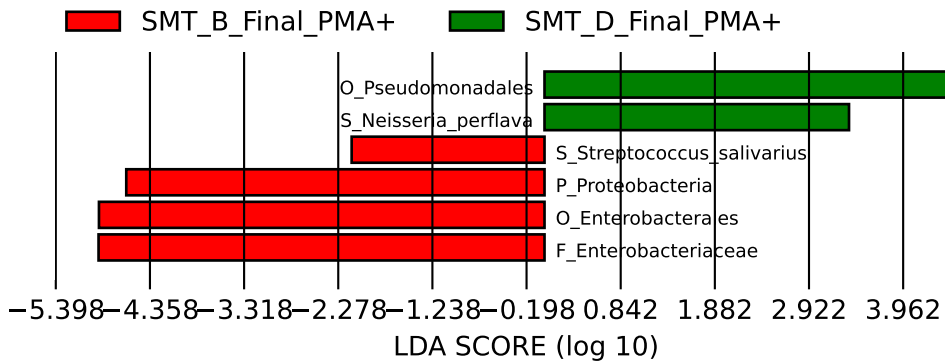 SMT_B_Final_PMA+ SMT_D_Final_PMA+
O_Pseudomonadales
S_Neisseria_perflava
S_Streptococcus_salivarius
P_Proteobacteria
O_Enterobacterales
F_Enterobacteriaceae
−5.398 −4.358 −3.318 −2.278 −1.238 −0.198 0.842 1.882 2.922 3.962
LDA SCORE (log 10)